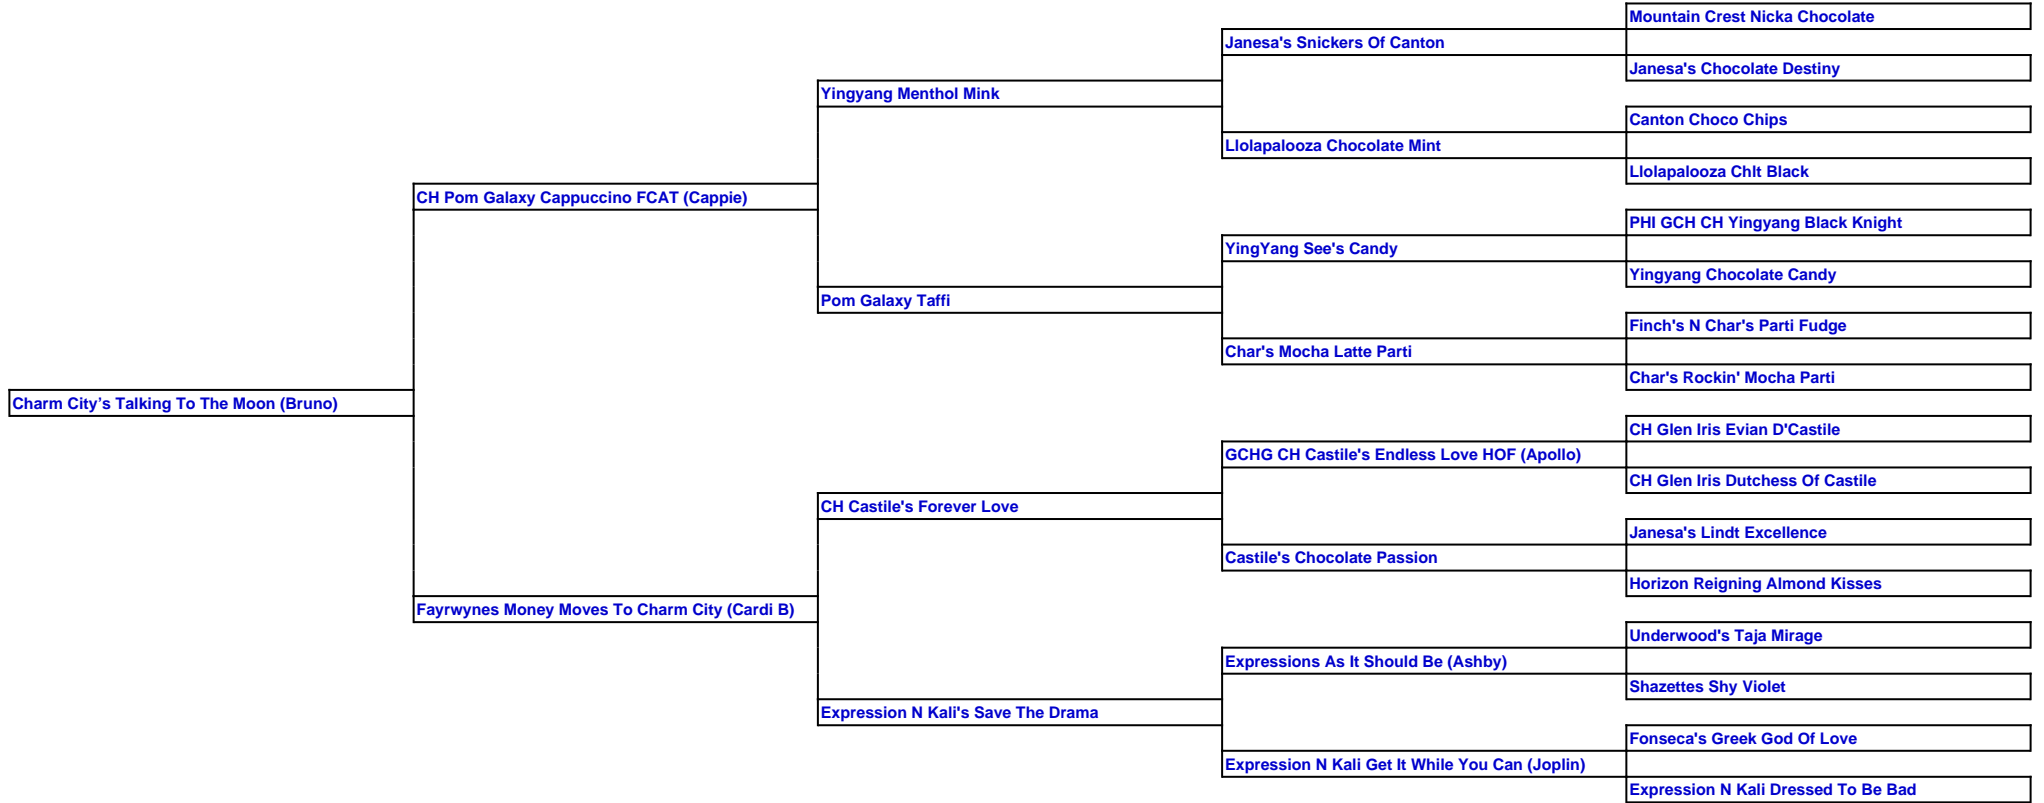 Mountain Crest Nicka Chocolate
Janesa's Snickers Of Canton
Janesa's Chocolate Destiny
Yingyang Menthol Mink
Canton Choco Chips
Llolapalooza Chocolate Mint
Llolapalooza Chlt Black
CH Pom Galaxy Cappuccino FCAT (Cappie)
PHI GCH CH Yingyang Black Knight
YingYang See's Candy
Yingyang Chocolate Candy
Pom Galaxy Taffi
Finch's N Char's Parti Fudge
Char's Mocha Latte Parti
Char's Rockin' Mocha Parti
Charm City’s Talking To The Moon (Bruno)
CH Glen Iris Evian D'Castile
GCHG CH Castile's Endless Love HOF (Apollo)
CH Glen Iris Dutchess Of Castile
CH Castile's Forever Love
Janesa's Lindt Excellence
Castile's Chocolate Passion
Horizon Reigning Almond Kisses
Fayrwynes Money Moves To Charm City (Cardi B)
Underwood's Taja Mirage
Expressions As It Should Be (Ashby)
Shazettes Shy Violet
Expression N Kali's Save The Drama
Fonseca's Greek God Of Love
Expression N Kali Get It While You Can (Joplin)
Expression N Kali Dressed To Be Bad